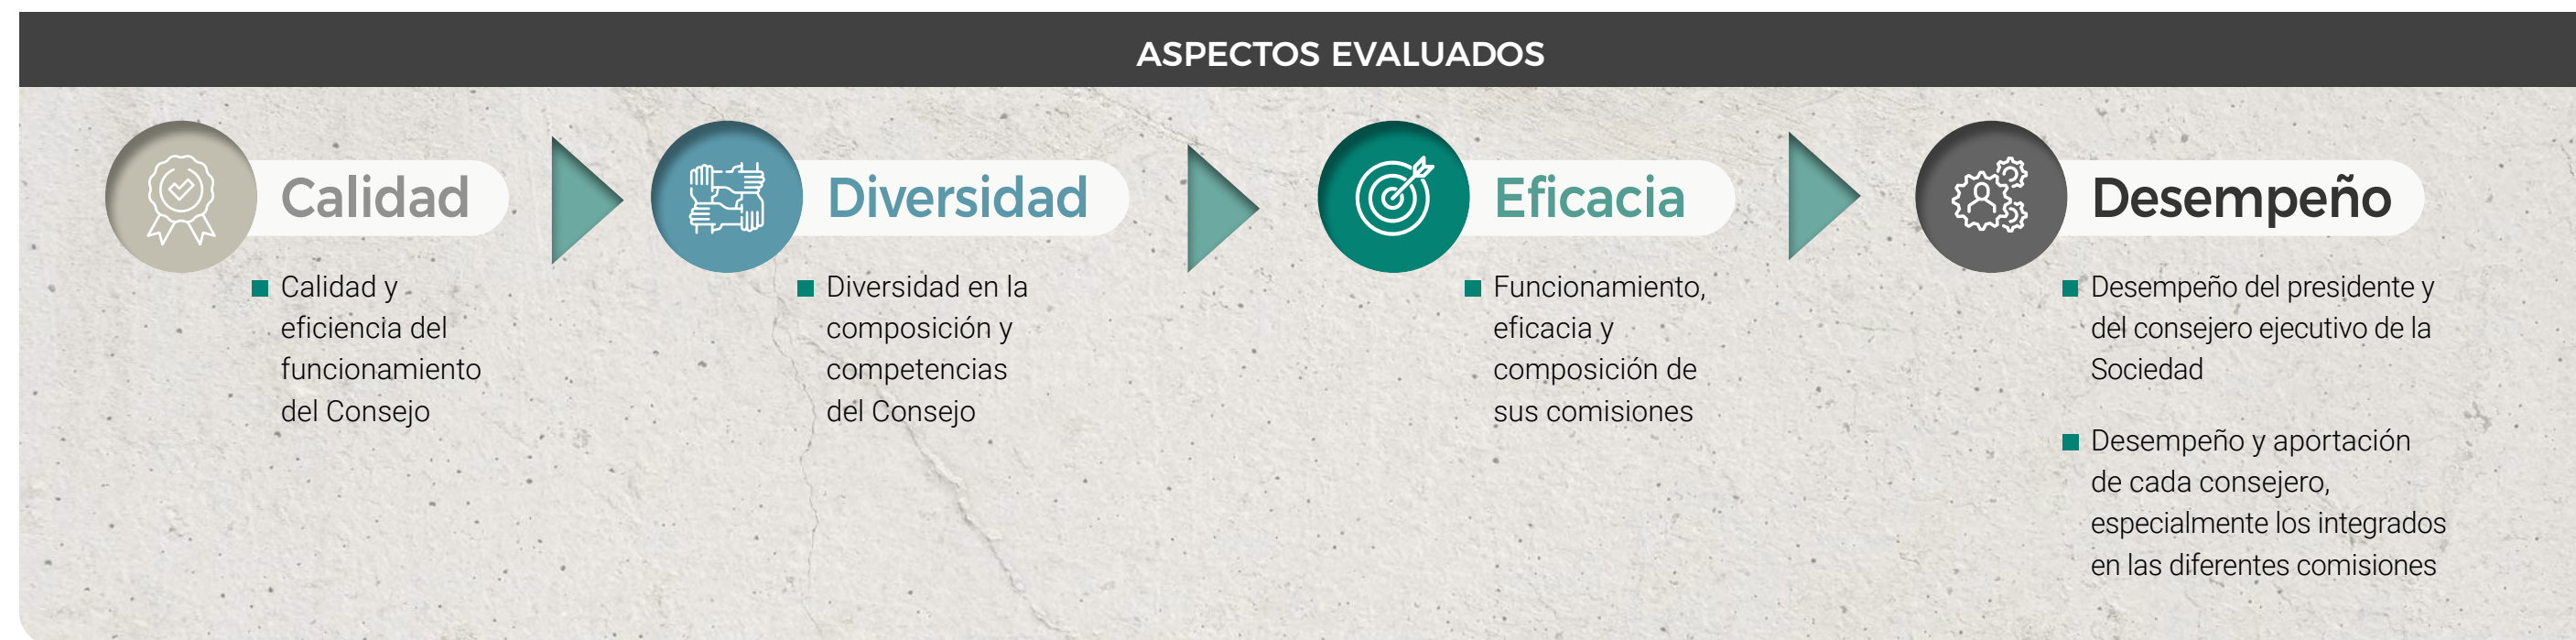 ASPECTOS EVALUADOS
Calidad
Calidad y
eficiencia del
funcionamiento
del Consejo
Diversidad
Diversidad en la
composición y
competencias
del Consejo
Eficacia
Funcionamiento,
eficacia y
composición de
sus comisiones
Desempeño
Desempeño del presidente y
del consejero ejecutivo de la
Sociedad
Desempeño y aportación
de cada consejero,
especialmente los integrados
en las diferentes comisiones